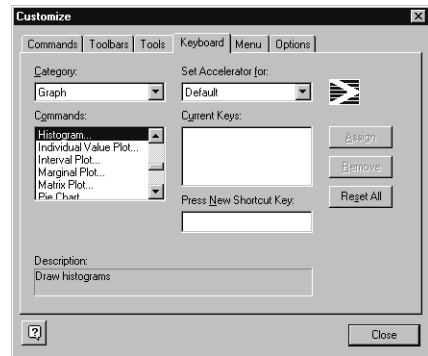 Customize
Commands Toolbars Tools Keyboard Menu Options
Category:
Graph
Commands:
Histogram...
Individual Value Plot...
Interval Plot...
Marginal Plot...
Matrix Plot...
Pie Chart
Set Accelerator for:
Default
Current Keys:
Press New Shortcut Key:
Assign
Remove
Reset All
Description:
Draw histograms
?
Close